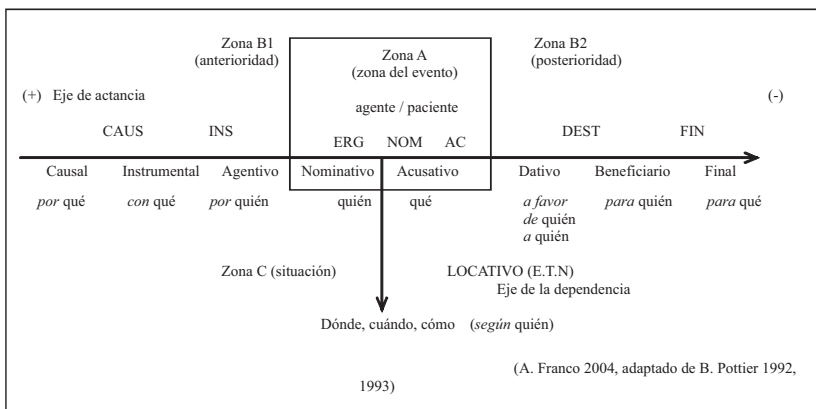 Zona B1
(anterioridad)
Zona A
(zona del evento)
Zona B2
(posterioridad)
(+) Eje de actancia
(-)
agente / paciente
CAUS INS ERG NOM AC DEST FIN
Causal Instrumental Agentivo Nominativo Acusativo Dativo Beneficiario Final
por qué con qué por quién quién qué a favor para quién para qué
de quién
a quién
Zona C (situación) LOCATIVO (E.T.N)
Eje de la dependencia
Dónde, cuándo, cómo (según quién)
(A. Franco 2004, adaptado de B. Pottier 1992,
1993)